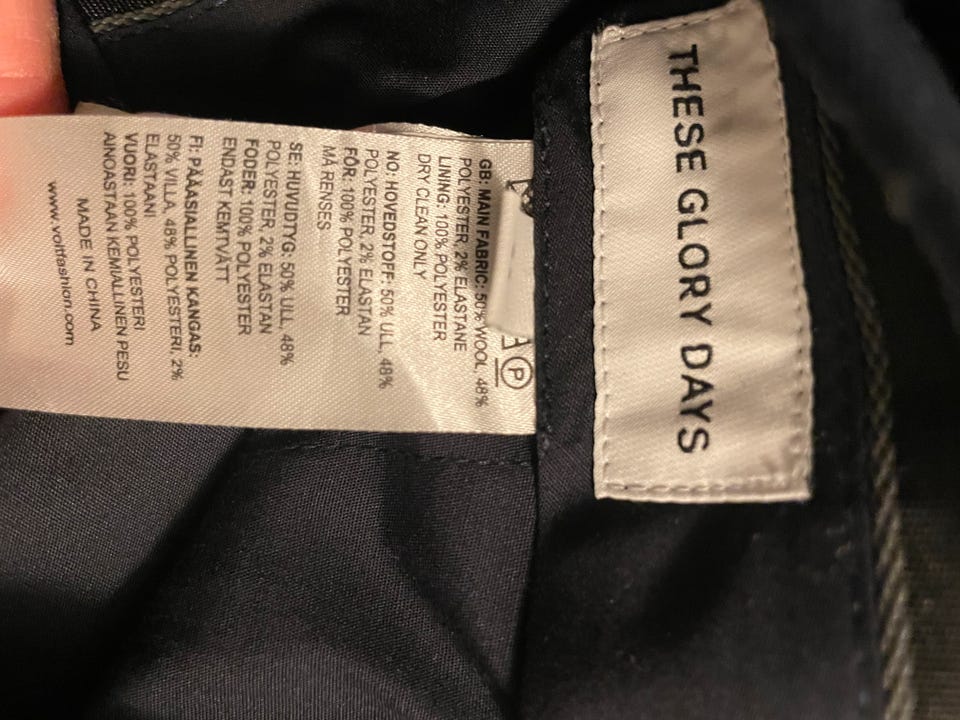 THESE GLORY DAYS
P
GB: MAIN FABRIC: 50% WOOL, 48%
POLYESTER, 2% ELASTANE
LINING: 100% POLYESTER
DRY CLEAN ONLY
NO: HOVEDSTOFF: 50% ULL, 48%
POLYESTER, 2% ELASTAN
FÔR: 100% POLYESTER
MÅ RENSES
SE: HUVUDTYG: 50% ULL, 48%
POLYESTER, 2% ELASTAN
FODER: 100% POLYESTER
ENDAST KEMTVÄTT
FI: PÄÄASIALLINEN KANGAS:
50% VILLA, 48% POLYESTERI, 2%
ELASTAANI
VUORI: 100% POLYESTERI
AINOASTAAN KEMIALLINEN PESU
MADE IN CHINA
www.voiffashion.com